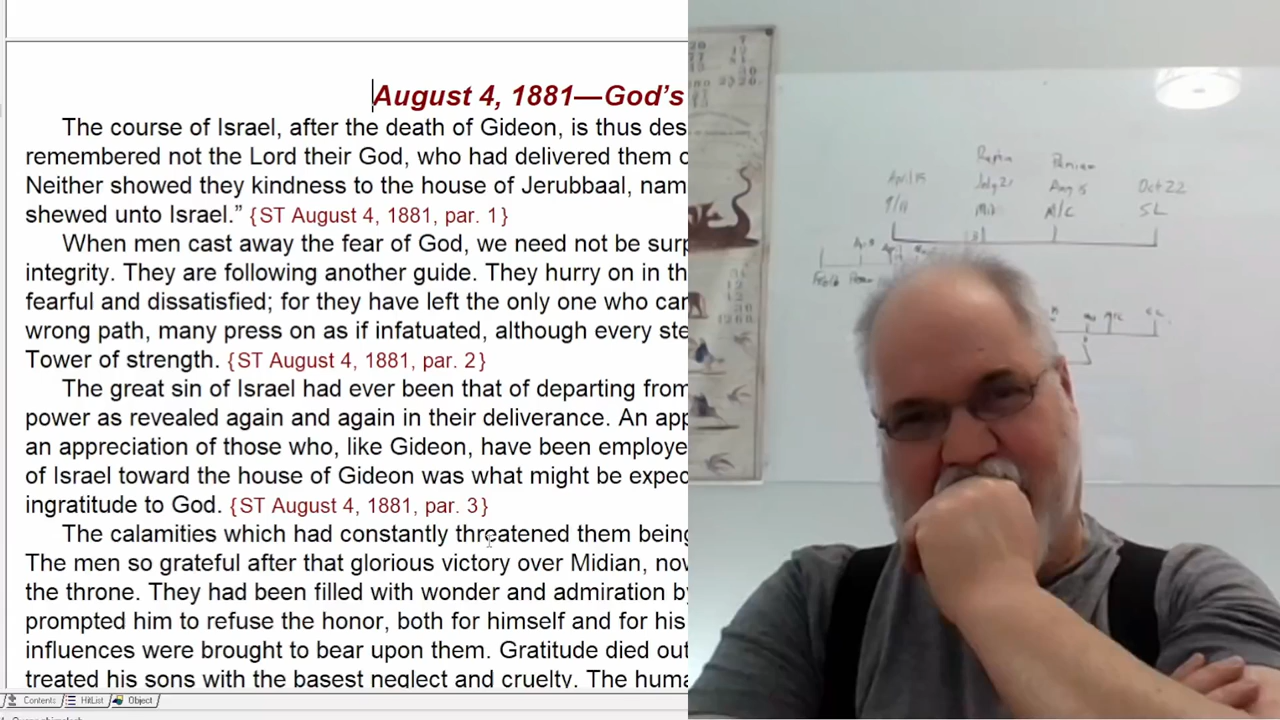 August 4, 1881—God's
The course of Israel, after the death of Gideon, is thus des
remembered not the Lord their God, who had delivered them o
Neither showed they kindness to the house of Jerubbaal, nam
shewed unto Israel.” {ST August 4, 1881, par. 1}
When men cast away the fear of God, we need not be surp
integrity. They are following another guide. They hurry on in th
fearful and dissatisfied; for they have left the only one who can
wrong path, many press on as if infatuated, although every ste
Tower of strength. {ST August 4, 1881, par. 2}
The great sin of Israel had ever been that of departing from
power as revealed again and again in their deliverance. An app
an appreciation of those who, like Gideon, have been employe
of Israel toward the house of Gideon was what might be expec
ingratitude to God. {ST August 4, 1881, par. 3}
The calamities which had constantly threatened them being
The men so grateful after that glorious victory over Midian, nov
the throne. They had been filled with wonder and admiration by
prompted him to refuse the honor, both for himself and for his
influences were brought to bear upon them. Gratitude died out
treated his sons with the basest neglect and cruelty. The huma
Contents HitList Object
April 19 July 21 Aug 15 Oct 22
9/11 Mid M/C SL